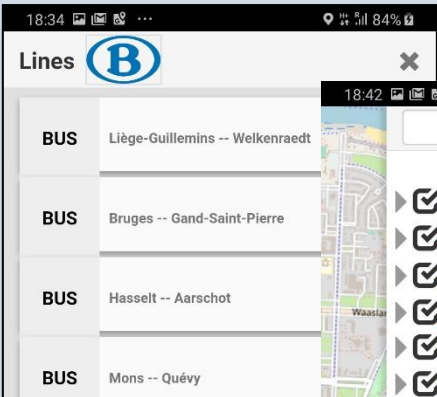 18:34 ... 84%
Lines B
BUS Liège-Guillemins -- Welkenraedt
18:42
BUS Bruges -- Gand-Saint-Pierre
BUS Hasselt -- Aarschot
BUS Mons -- Quévy